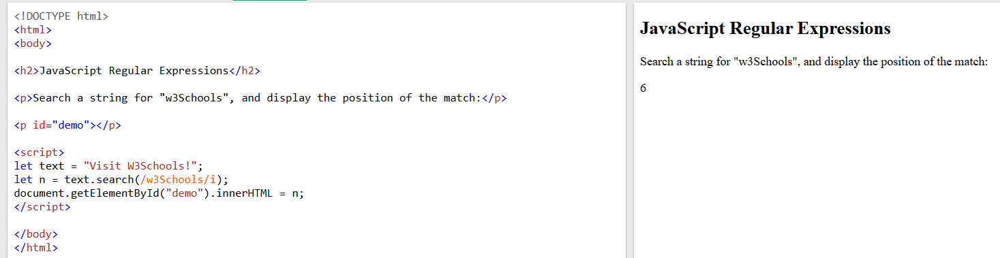 <!DOCTYPE html>
<html>
<body>
<h2>JavaScript Regular Expressions</h2>
<p>Search a string for "w3Schools", and display the position of the match:</p>
<p id="demo"></p>
<script>
let text = "Visit W3Schools!";
let n = text.search(/w3Schools/i);
document.getElementById("demo").innerHTML = n;
</script>
</body>
</html>
JavaScript Regular Expressions
Search a string for "w3Schools", and display the position of the match:
6